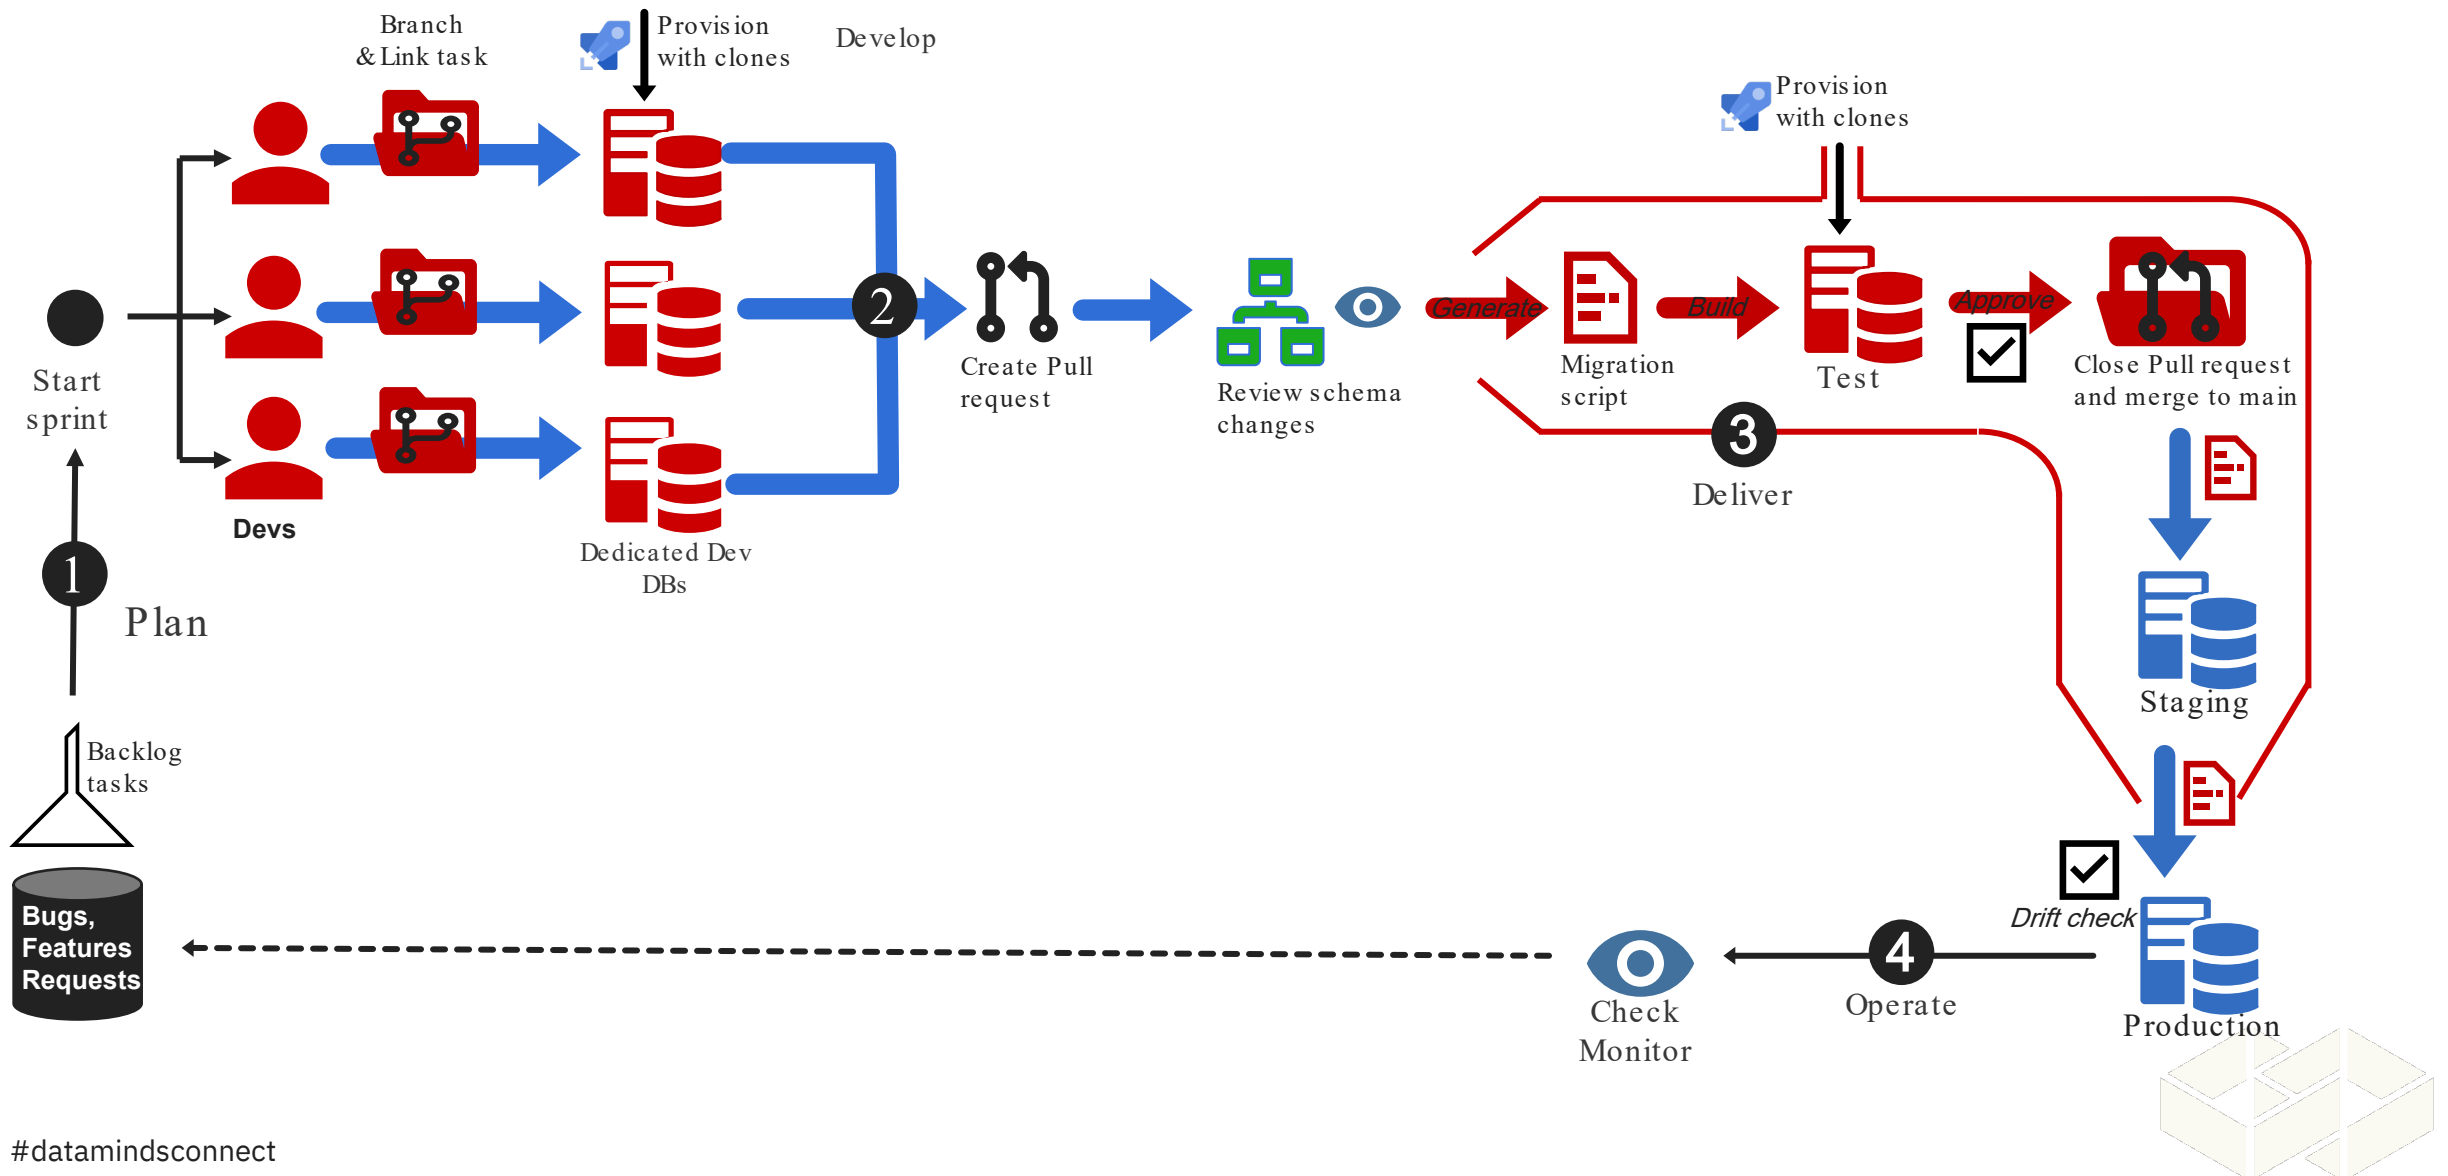 Branch
& Link task
Provision
with clones
Develop
Provision
with clones
Start
sprint
Devs
Dedicated Dev
DBs
2
Create Pull
request
Review schema
changes
Generate
Migration
script
Build
Test
Approve
Close Pull request
and merge to main
3
Deliver
1
Plan
Staging
Backlog
tasks
Bugs,
Features
Requests
Drift check
4
Operate
Check
Monitor
Production
#datamindsconnect